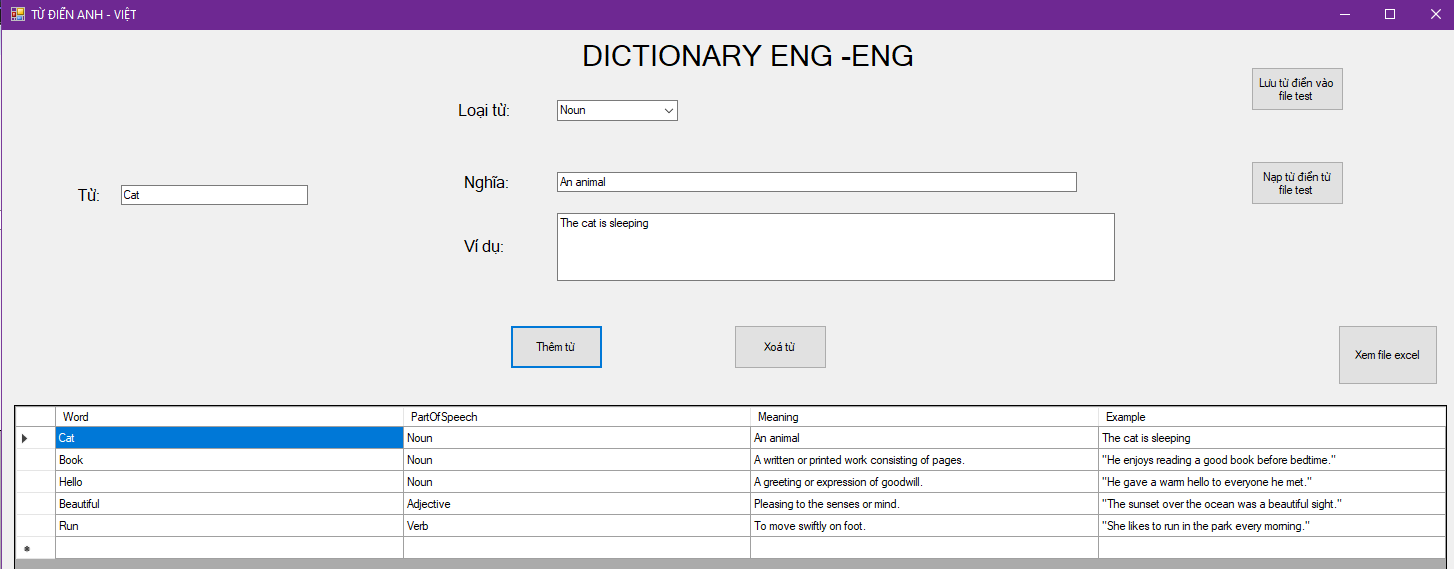 TỪ ĐIỂN ANH - VIỆT
DICTIONARY ENG -ENG
Lưu từ điển vào
file test
Loại từ:
Noun
Từ:
Cat
Nghĩa:
An animal
Nạp từ điển từ
file test
Ví dụ:
The cat is sleeping
Thêm từ
Xoá từ
Xem file excel
Word PartOfSpeech Meaning Example
Cat Noun An animal The cat is sleeping
Book Noun A written or printed work consisting of pages. "He enjoys reading a good book before bedtime."
Hello Noun A greeting or expression of goodwill. "He gave a warm hello to everyone he met."
Beautiful Adjective Pleasing to the senses or mind. "The sunset over the ocean was a beautiful sight."
Run Verb To move swiftly on foot. "She likes to run in the park every morning."